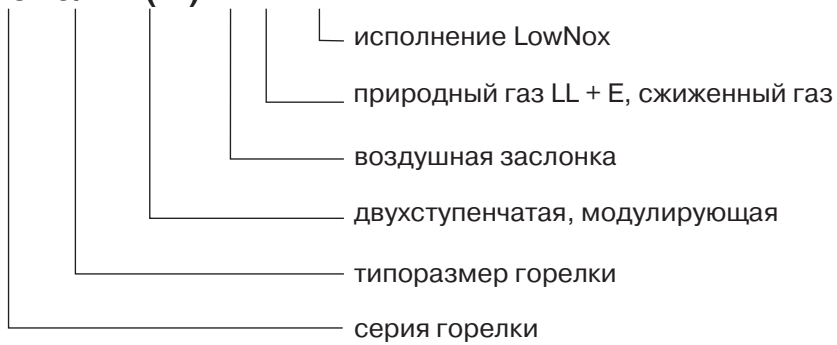 исполнение LowNox
природный газ LL + E, сжиженный газ
воздушная заслонка
двухступенчатая, модулирующая
типоразмер горелки
серия горелки